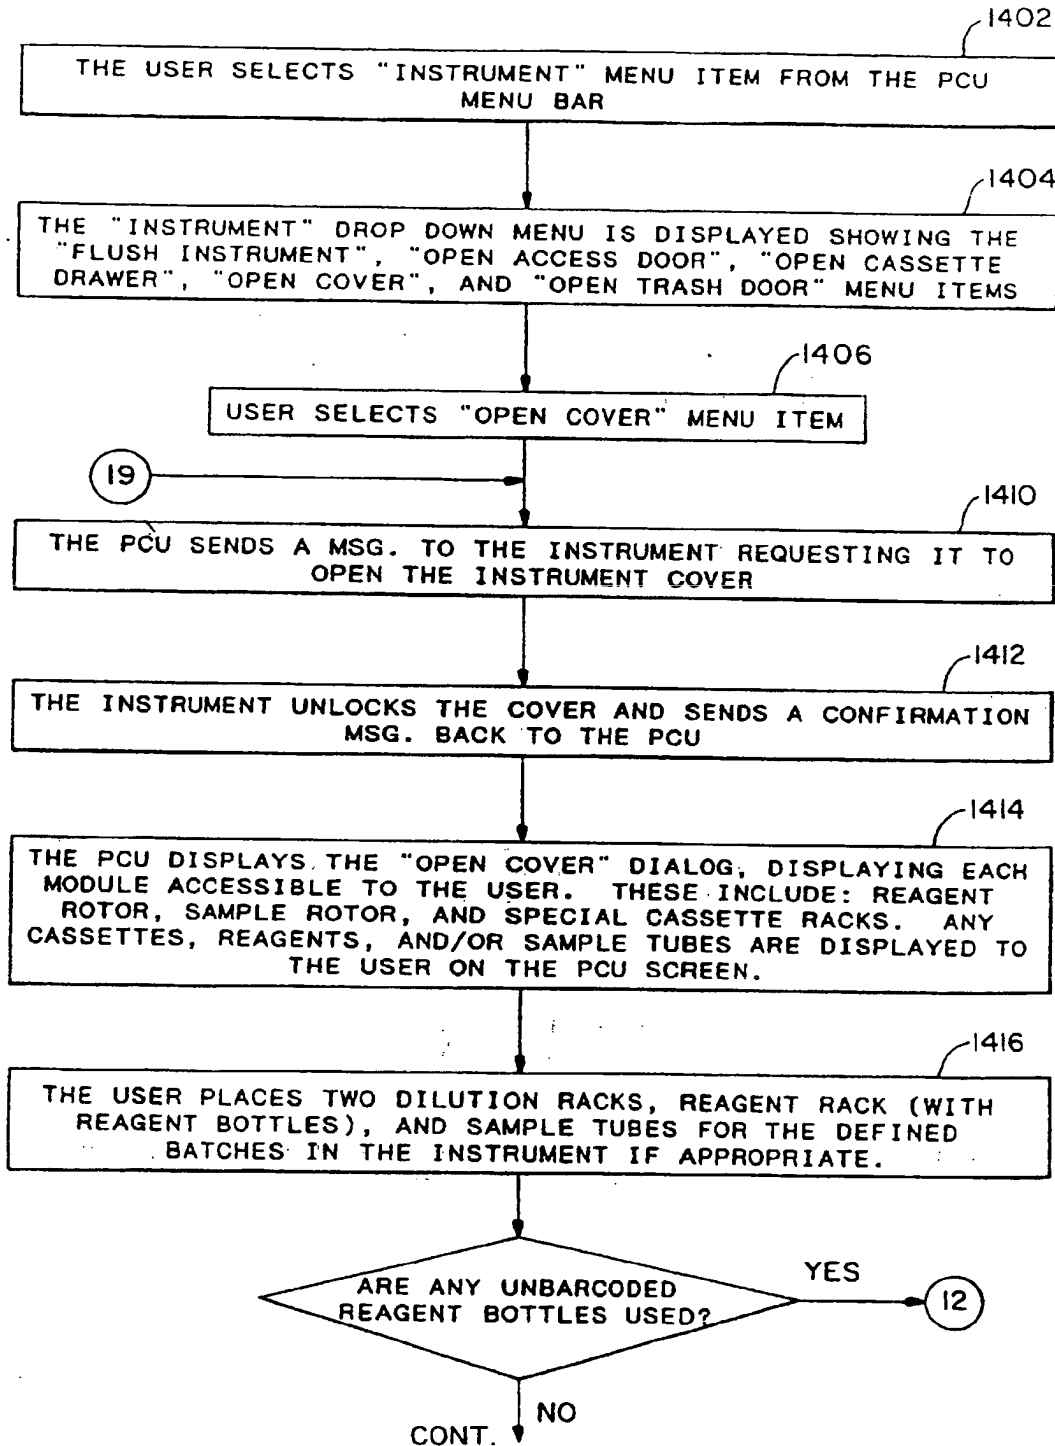 1402
THE USER SELECTS "INSTRUMENT" MENU ITEM FROM THE PCU
MENU BAR
1404
THE "INSTRUMENT" DROP DOWN MENU IS DISPLAYED SHOWING THE
"FLUSH INSTRUMENT", "OPEN ACCESS DOOR", "OPEN CASSETTE
DRAWER", "OPEN COVER", AND "OPEN TRASH DOOR" MENU ITEMS
1406
USER SELECTS "OPEN COVER" MENU ITEM
19
1410
THE PCU SENDS A MSG. TO THE INSTRUMENT REQUESTING IT TO
OPEN THE INSTRUMENT COVER
1412
THE INSTRUMENT UNLOCKS THE COVER AND SENDS A CONFIRMATION
MSG. BACK TO THE PCU
1414
THE PCU DISPLAYS THE "OPEN COVER" DIALOG, DISPLAYING EACH
MODULE ACCESSIBLE TO THE USER. THESE INCLUDE: REAGENT
ROTOR, SAMPLE ROTOR, AND SPECIAL CASSETTE RACKS. ANY
CASSETTES, REAGENTS, AND/OR SAMPLE TUBES ARE DISPLAYED TO
THE USER ON THE PCU SCREEN.
1416
THE USER PLACES TWO DILUTION RACKS, REAGENT RACK (WITH
REAGENT BOTTLES), AND SAMPLE TUBES FOR THE DEFINED
BATCHES IN THE INSTRUMENT IF APPROPRIATE.
ARE ANY UNBARCODED
REAGENT BOTTLES USED?
YES
12
NO
CONT.